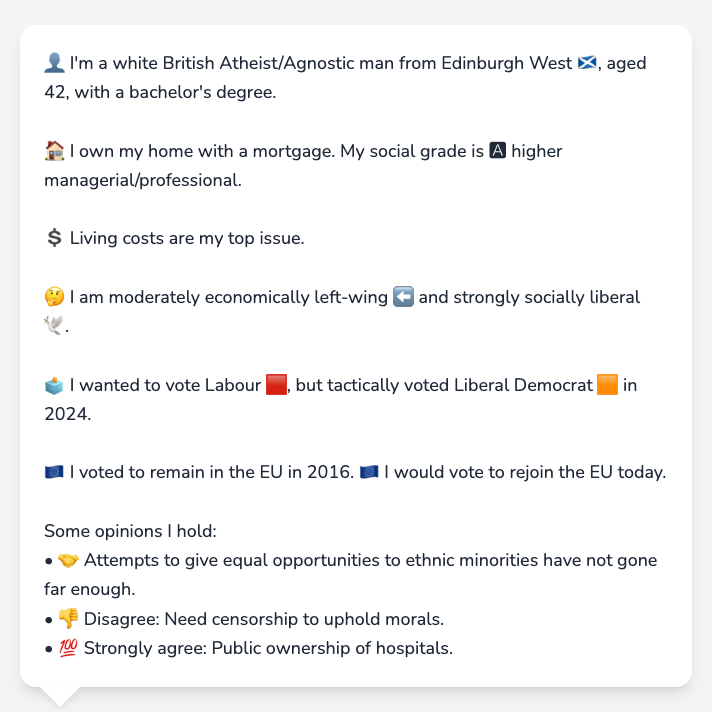 👤 I'm a white British Atheist/Agnostic man from Edinburgh West 🏴󠁧󠁢󠁳󠁣󠁴󠁿, aged
42, with a bachelor's degree.
🏠 I own my home with a mortgage. My social grade is 🅰 higher
managerial/professional.
💲 Living costs are my top issue.
🤔 I am moderately economically left-wing ⬅️ and strongly socially liberal
🕊️.
🗳️ I wanted to vote Labour 🟥, but tactically voted Liberal Democrat 🟧 in
2024.
🇪🇺 I voted to remain in the EU in 2016. 🇪🇺 I would vote to rejoin the EU today.
Some opinions I hold:
• 🤝 Attempts to give equal opportunities to ethnic minorities have not gone
far enough.
• 👎 Disagree: Need censorship to uphold morals.
• 💯 Strongly agree: Public ownership of hospitals.